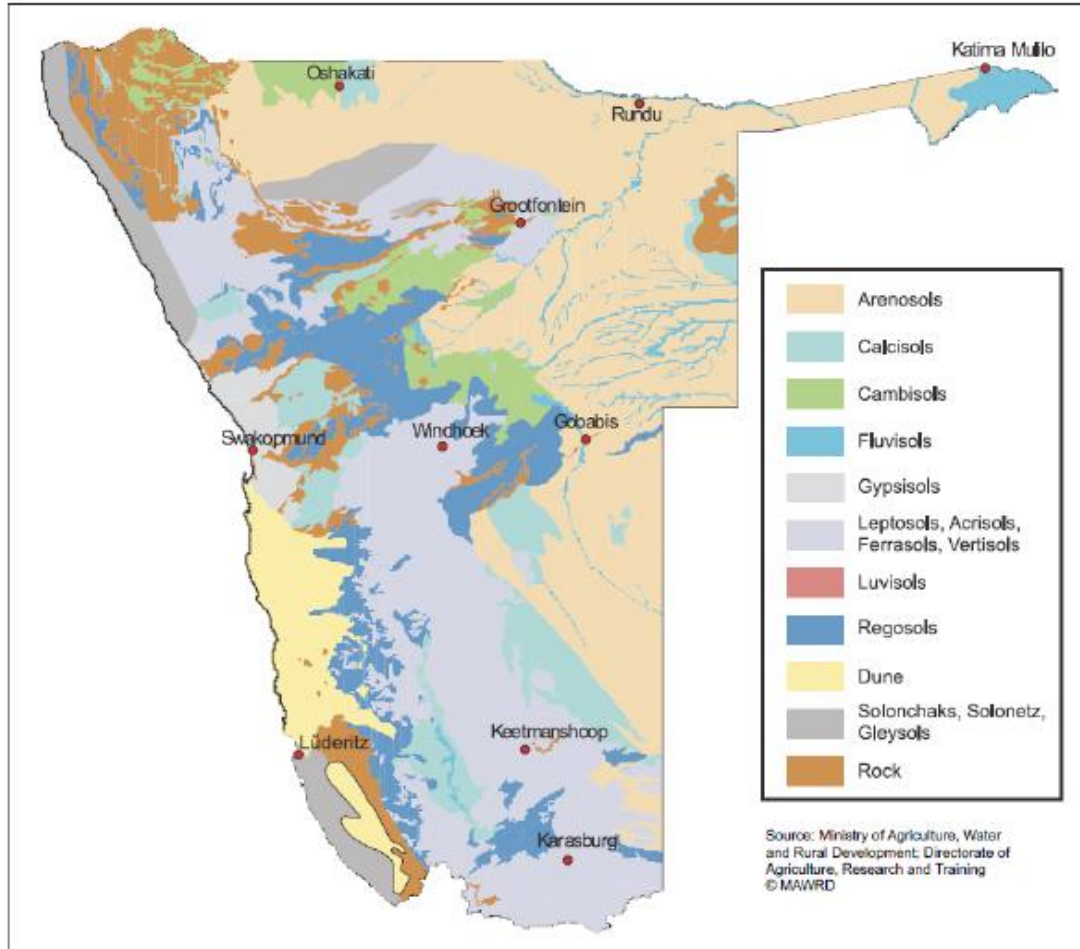 Katima Mulilo
Oshakati
Rundu
Grootfontein
Gobabis
Windhoek
Swakopmund
Lüderitz
Keetmanshoop
Karasburg
Arenosols
Calcisols
Cambisols
Fluvisols
Gypsisols
Leptosols, Acrisols,
Ferrasols, Vertisols
Luvisols
Regosols
Dune
Solonchaks, Solonetz,
Gleysols
Rock
Source: Ministry of Agriculture, Water
and Rural Development; Directorate of
Agriculture, Research and Training
© MAWRD